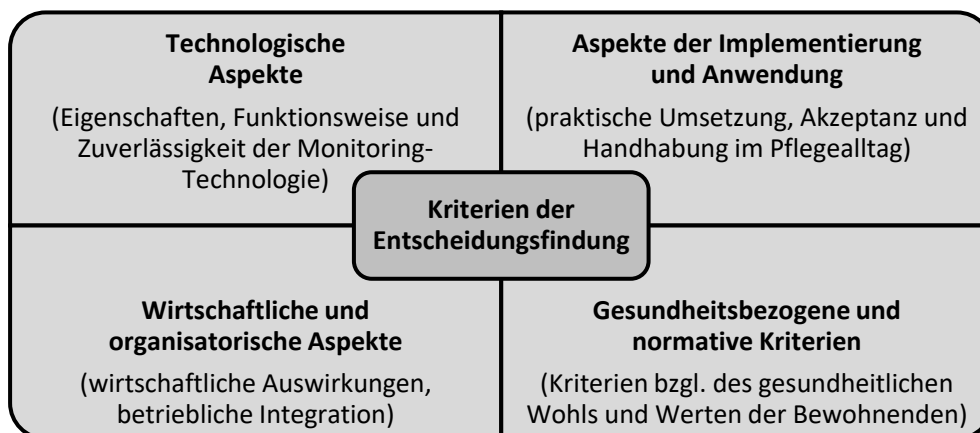 Technologische
Aspekte
(Eigenschaften, Funktionsweise und
Zuverlässigkeit der Monitoring-
Technologie)
Aspekte der Implementierung
und Anwendung
(praktische Umsetzung, Akzeptanz und
Handhabung im Pflegealltag)
Kriterien der
Entscheidungsfindung
Wirtschaftliche und
organisatorische Aspekte
(wirtschaftliche Auswirkungen,
betriebliche Integration)
Gesundheitsbezogene und
normative Kriterien
(Kriterien bzgl. des gesundheitlichen
Wohls und Werten der Bewohnenden)